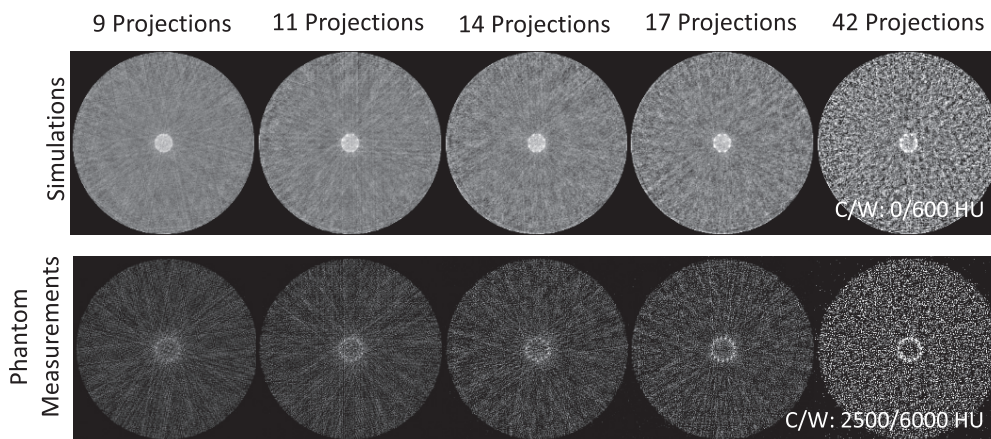 9 Projections
11 Projections
14 Projections
17 Projections
42 Projections
Simulations
C/W: 0/600 HU
Phantom
Measurements
C/W: 2500/6000 HU